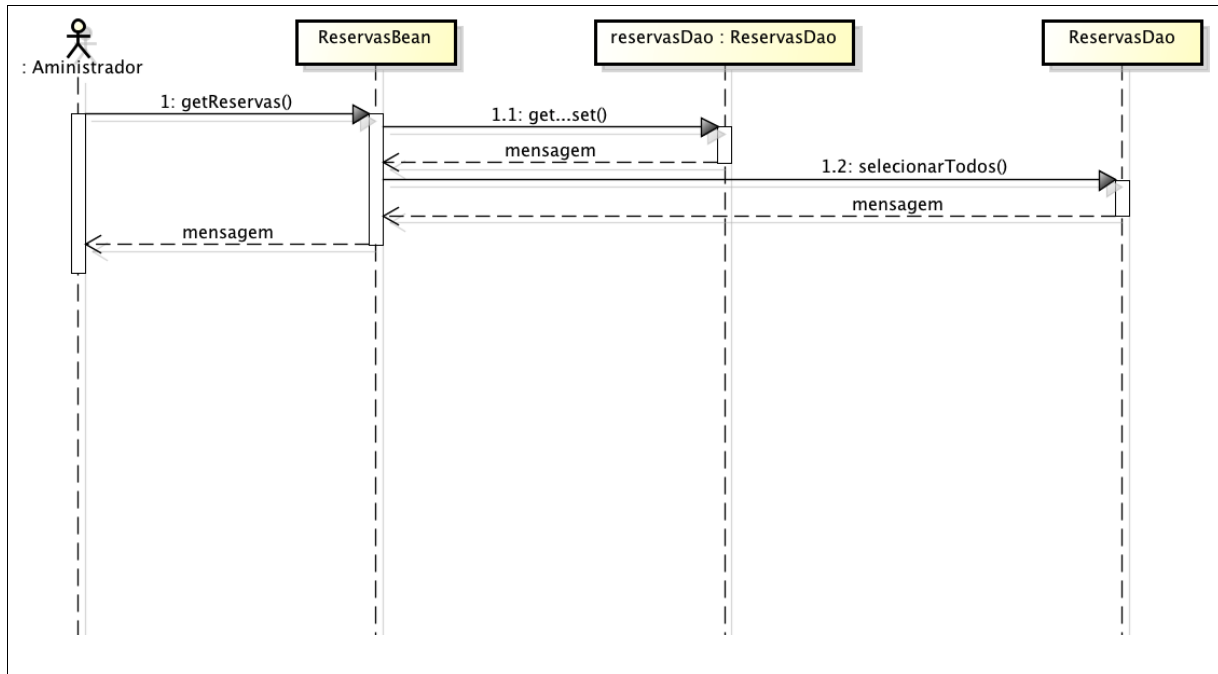 ReservasBean
reservasDao : ReservasDao
ReservasDao
: Aministrador
1: getReservas()
1.1: get...set()
mensagem
1.2: selecionarTodos()
mensagem
mensagem